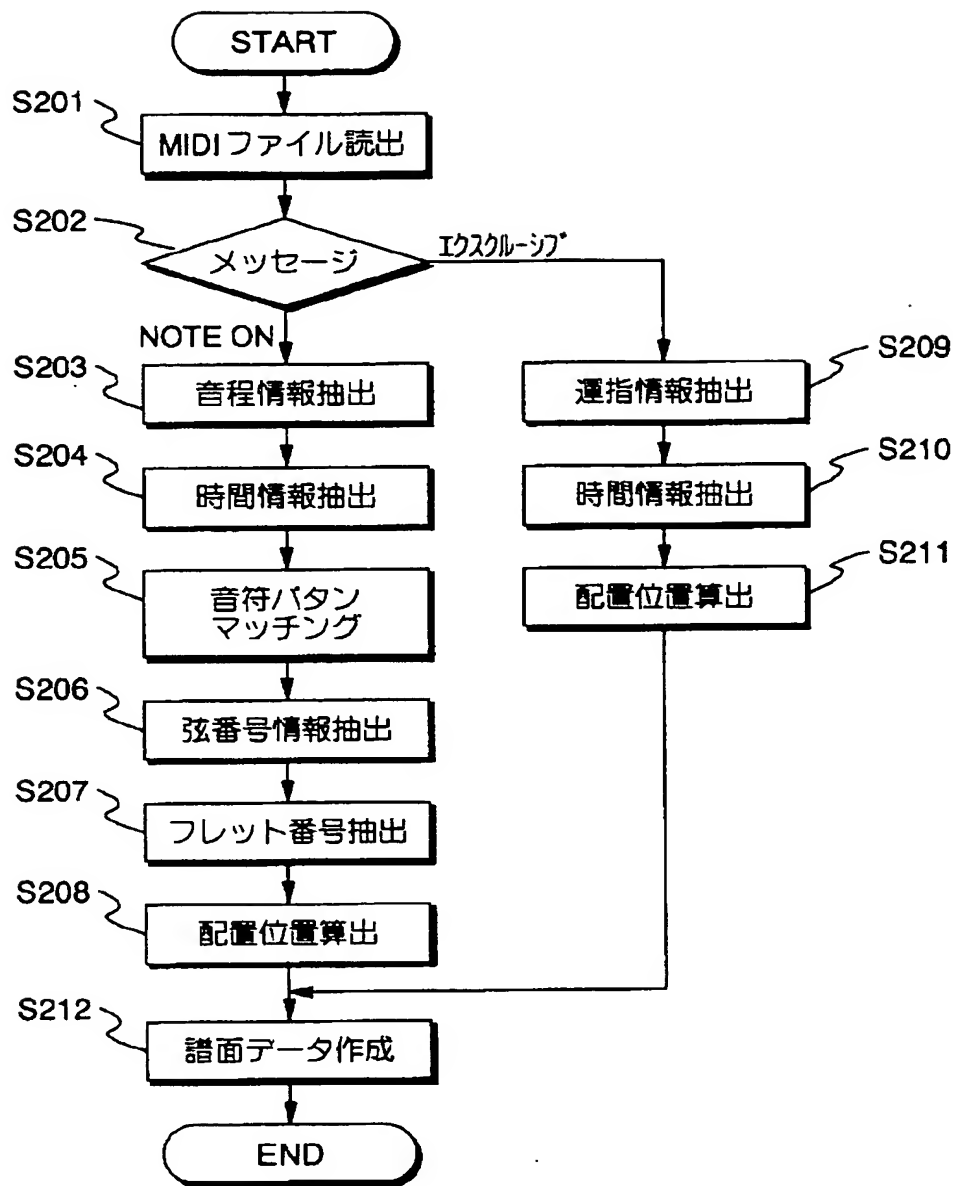 START
S201
MIDIファイル読出
S202
メッセージ
エクスクルーシブ
NOTE ON
S203
音程情報抽出
S204
時間情報抽出
S205
音符パタン
マッチング
S206
弦番号情報抽出
S207
フレット番号抽出
S208
配置位置算出
S209
運指情報抽出
S210
時間情報抽出
S211
配置位置算出
S212
譜面データ作成
END